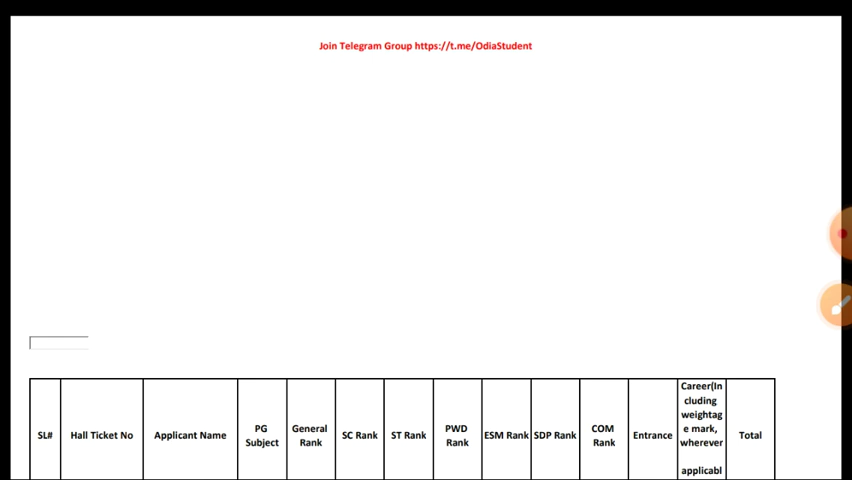 Join Telegram Group https://t.me/OdiaStudent
SL# Hall Ticket No Applicant Name PG Subject General Rank SC Rank ST Rank PWD Rank ESM Rank SDP Rank COM Rank Entrance Career(In cluding weightag e mark, wherever applicabl Total